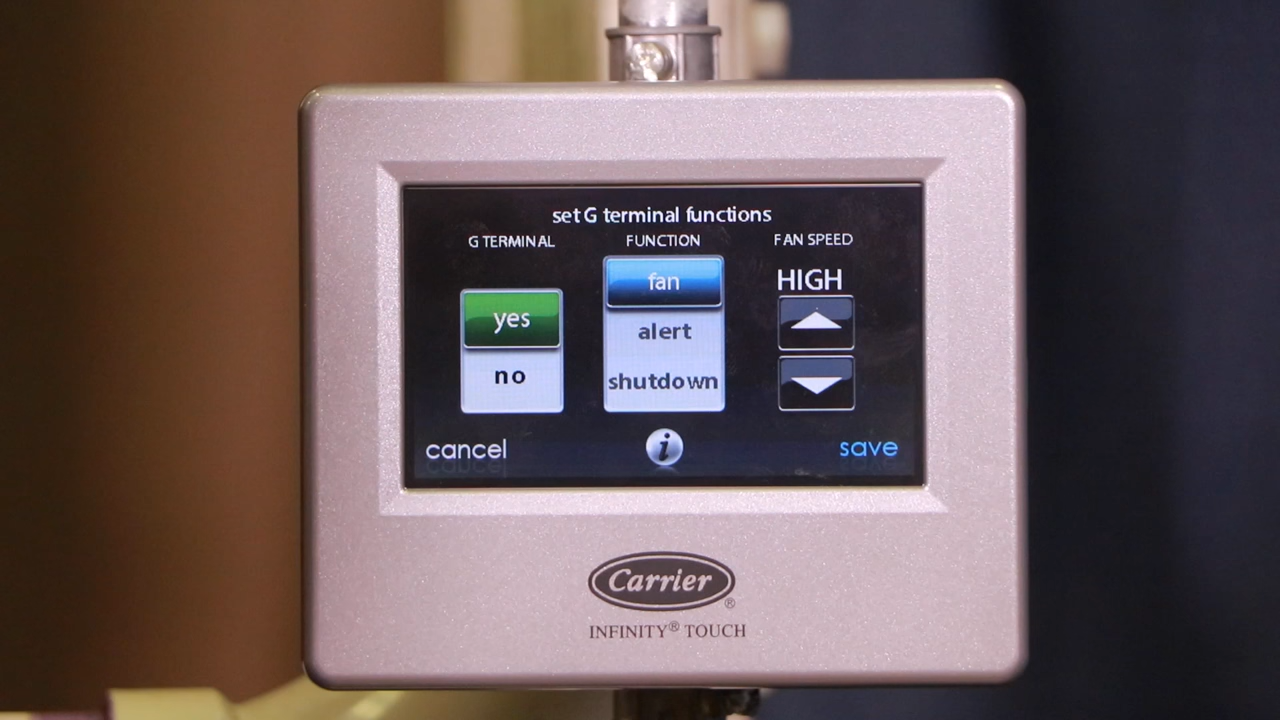 set G terminal functions
G TERMINAL FUNCTION FAN SPEED
fan HIGH
yes
alert
no
shutdown
cancel i save
Carrier ®
INFINITY® TOUCH